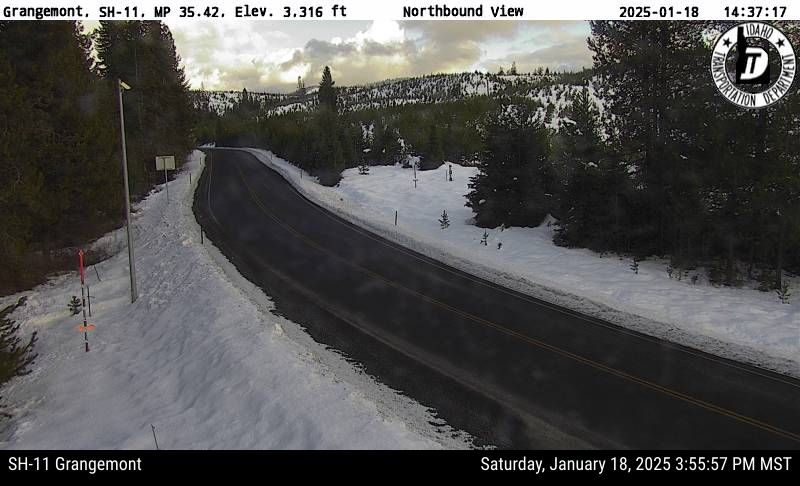 Grangemont, SH-11, MP 35.42, Elev. 3,316 ft Northbound View 2025-01-18 14:37:17
IDAHO
TRANSPORTATION DEPARTMENT
SH-11 Grangemont Saturday, January 18, 2025 3:55:57 PM MST